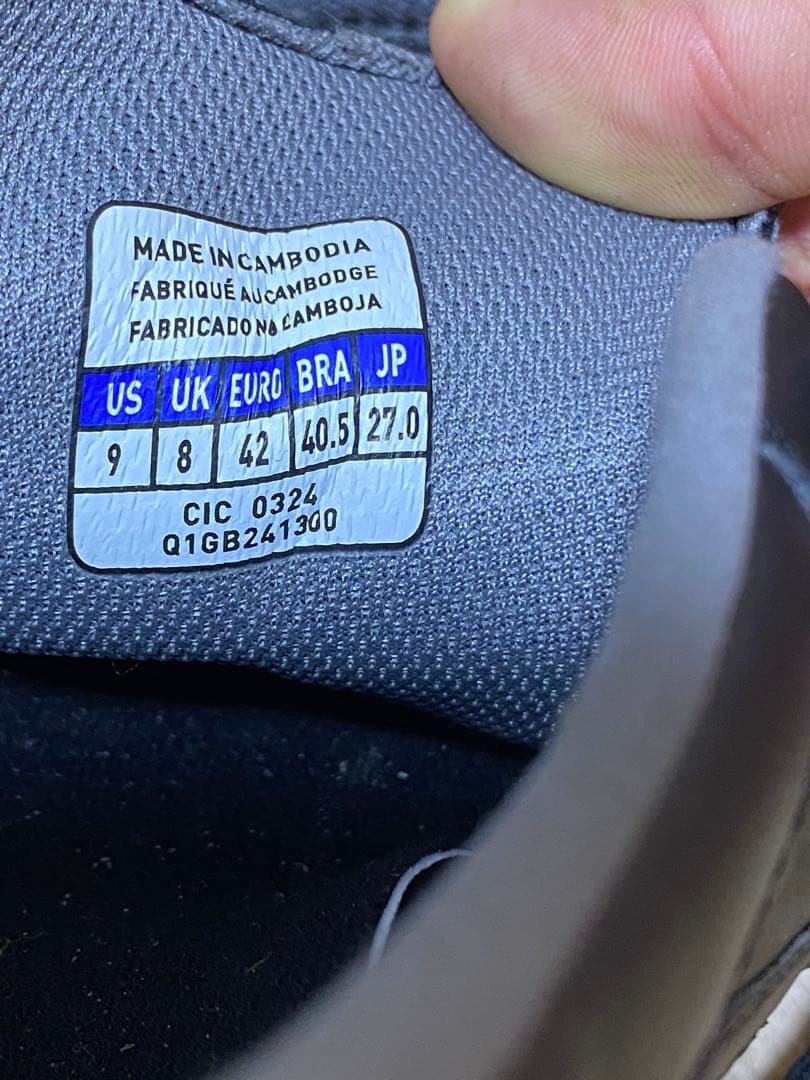 MADE IN CAMBODIA
FABRIQUÉ AU CAMBODGE
FABRICADO NA CAMBOJA
US UK EURO BRA JP
9 8 42 40.5 27.0
CIC 0324
Q1GB241300